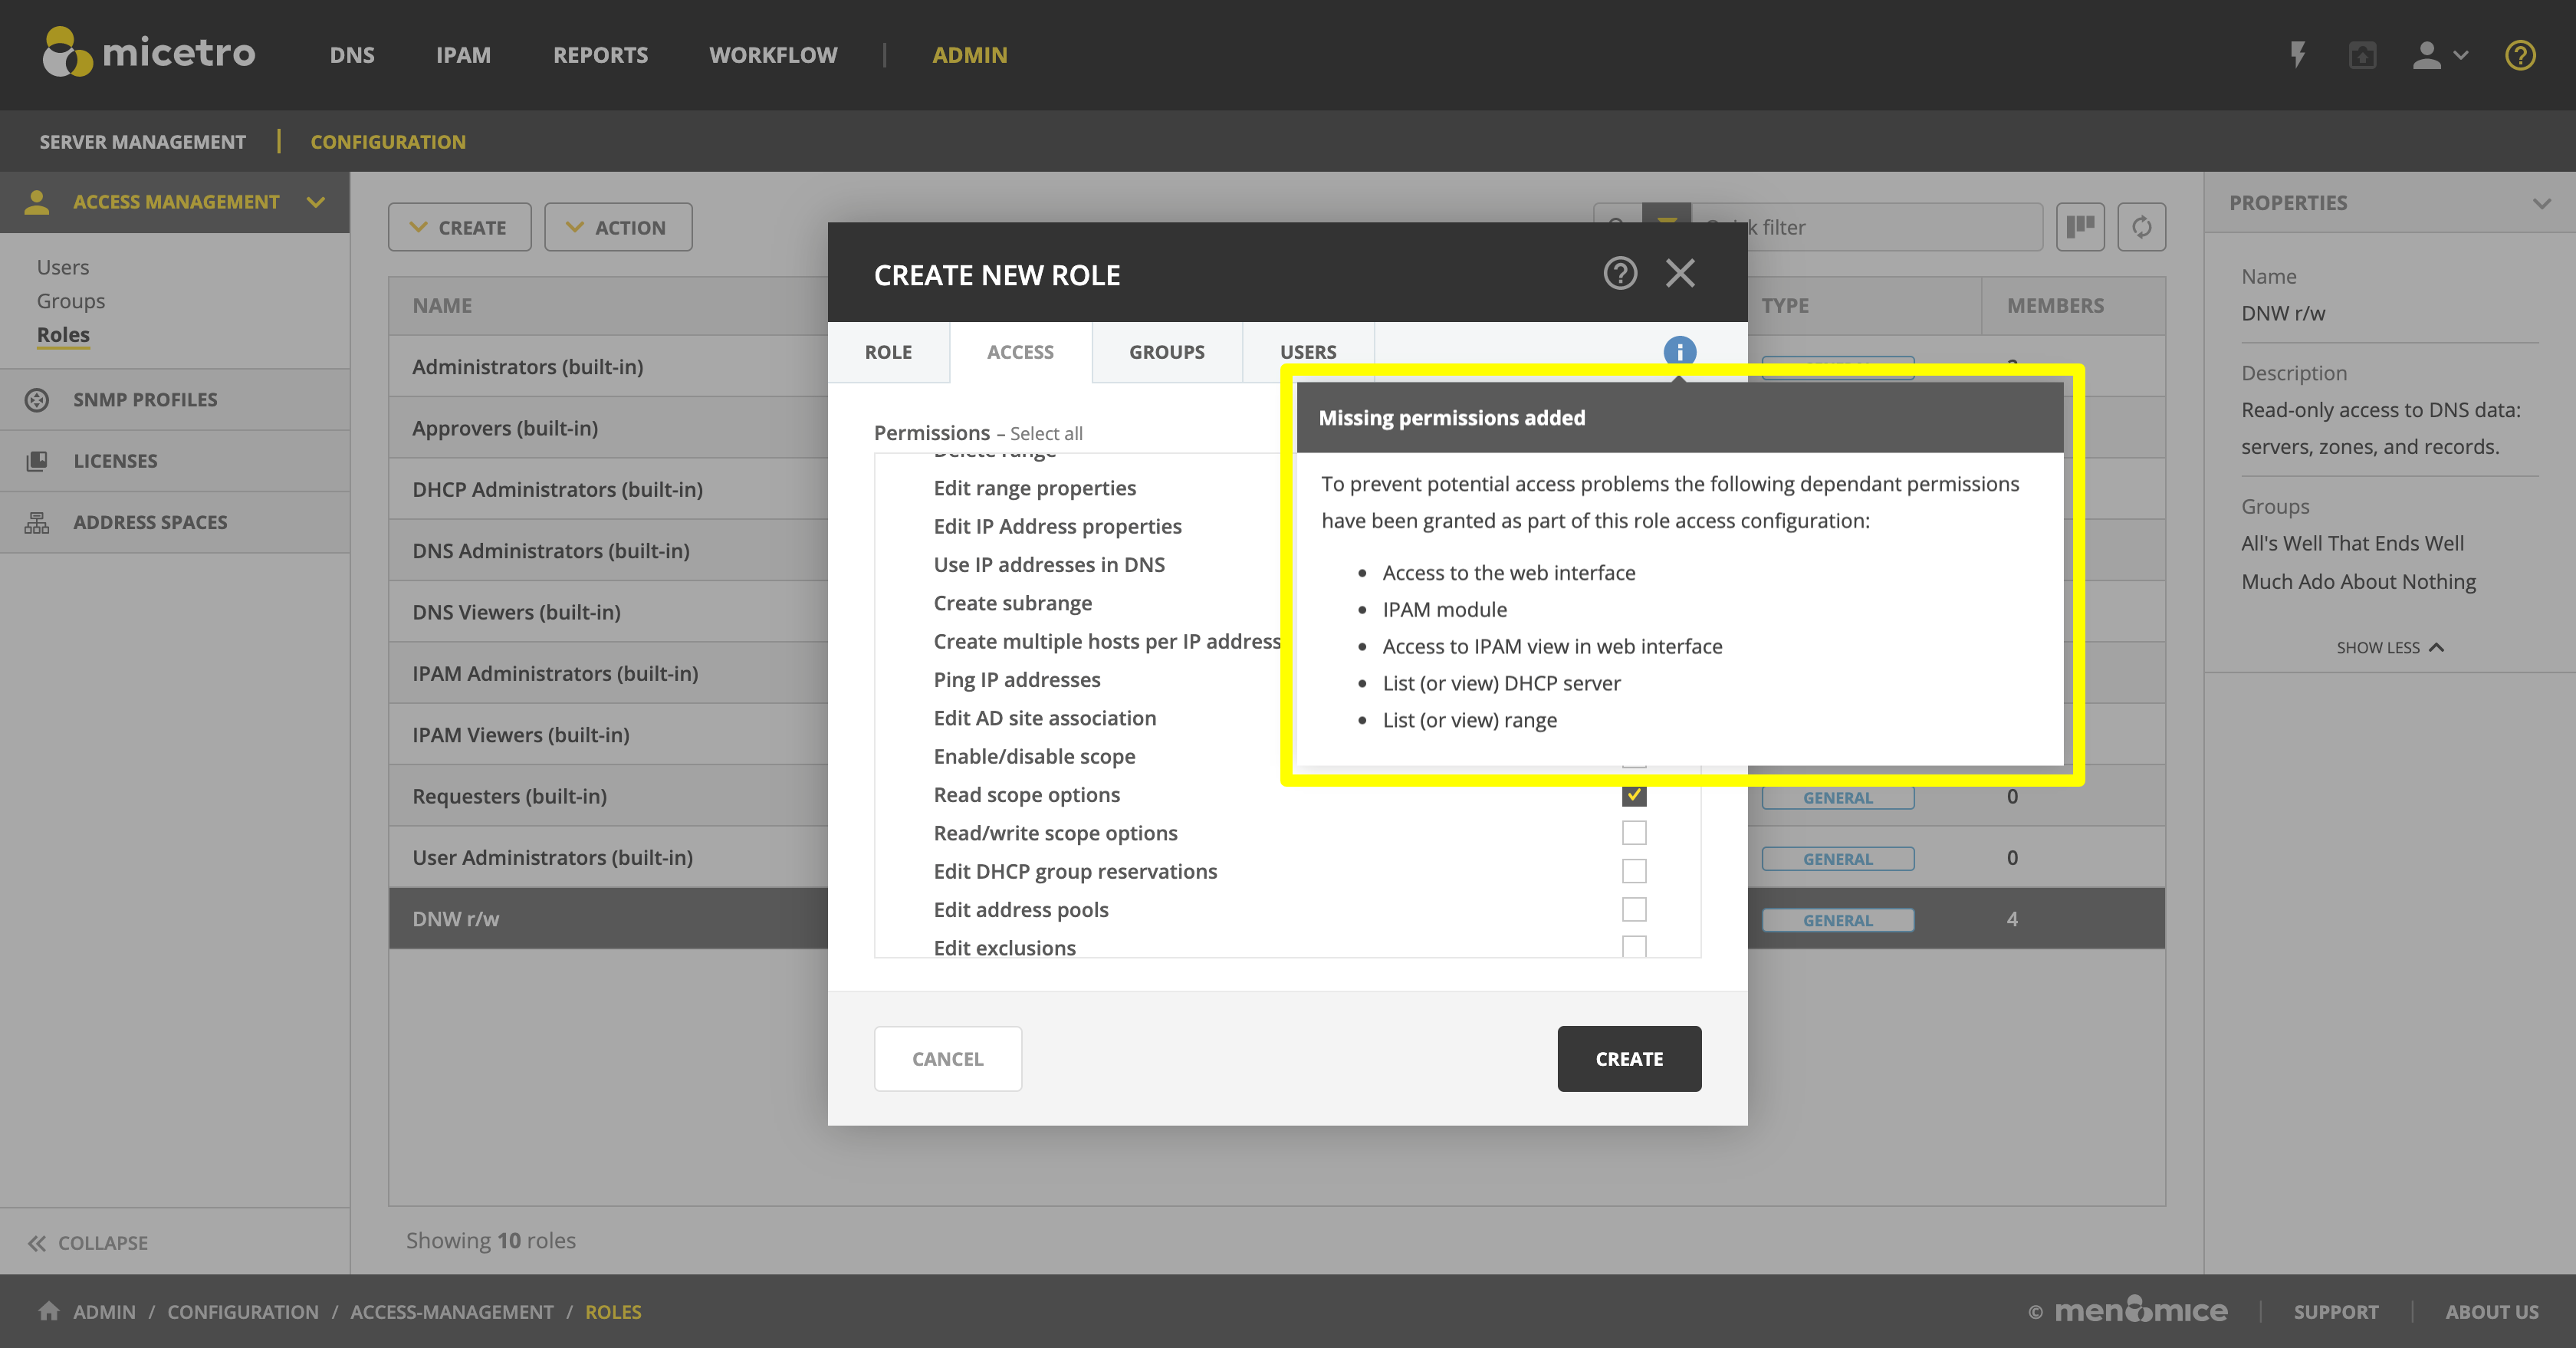 micetro
DNS
IPAM
REPORTS
WORKFLOW
ADMIN
SERVER MANAGEMENT
CONFIGURATION
ACCESS MANAGEMENT
Users
Groups
Roles
SNMP PROFILES
LICENSES
ADDRESS SPACES
COLLAPSE
CREATE
ACTION
k filter
NAME
TYPE
MEMBERS
Administrators (built-in)
Approvers (built-in)
DHCP Administrators (built-in)
DNS Administrators (built-in)
DNS Viewers (built-in)
IPAM Administrators (built-in)
IPAM Viewers (built-in)
Requesters (built-in)
GENERAL
0
User Administrators (built-in)
GENERAL
0
DNW r/w
GENERAL
4
Showing 10 roles
CREATE NEW ROLE
ROLE
ACCESS
GROUPS
USERS
Permissions – Select all
Delete range
Edit range properties
Edit IP Address properties
Use IP addresses in DNS
Create subrange
Create multiple hosts per IP address
Ping IP addresses
Edit AD site association
Enable/disable scope
Read scope options
Read/write scope options
Edit DHCP group reservations
Edit address pools
Edit exclusions
CANCEL
CREATE
Missing permissions added
To prevent potential access problems the following dependant permissions
have been granted as part of this role access configuration:
• Access to the web interface
• IPAM module
• Access to IPAM view in web interface
• List (or view) DHCP server
• List (or view) range
PROPERTIES
Name
DNW r/w
Description
Read-only access to DNS data:
servers, zones, and records.
Groups
All's Well That Ends Well
Much Ado About Nothing
SHOW LESS
ADMIN / CONFIGURATION / ACCESS-MANAGEMENT / ROLES
© men&mice
SUPPORT
ABOUT US